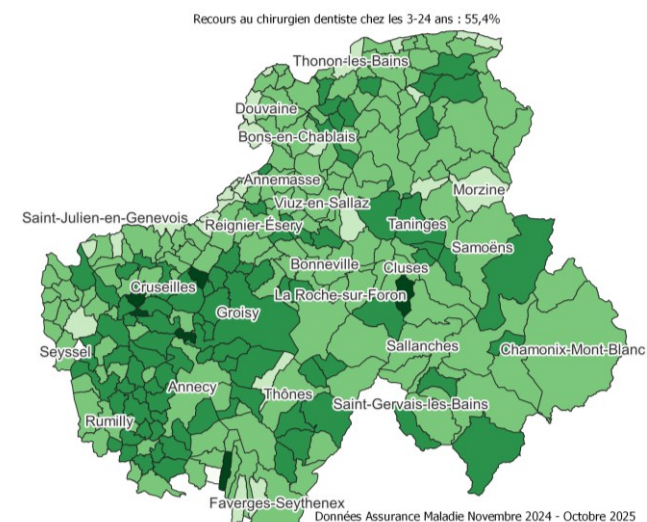 Recours au chirurgien dentiste chez les 3-24 ans : 55,4%
Thonon-les-Bains
Douvaine
Bons-en-Chablais
Annemasse
Morzine
Viuz-en-Sallaz
Saint-Julien-en-Genevois
Reignier-Ésery
Taninges
Samoëns
Bonneville
Cluses
Cruseilles
La Roche-sur-Foron
Groisy
Sallanches
Seyssel
Chamonix-Mont-Blanc
Annecy
Thônes
Saint-Gervais-les-Bains
Rumilly
Faverges-Seythenex
Données Assurance Maladie Novembre 2024 - Octobre 2025